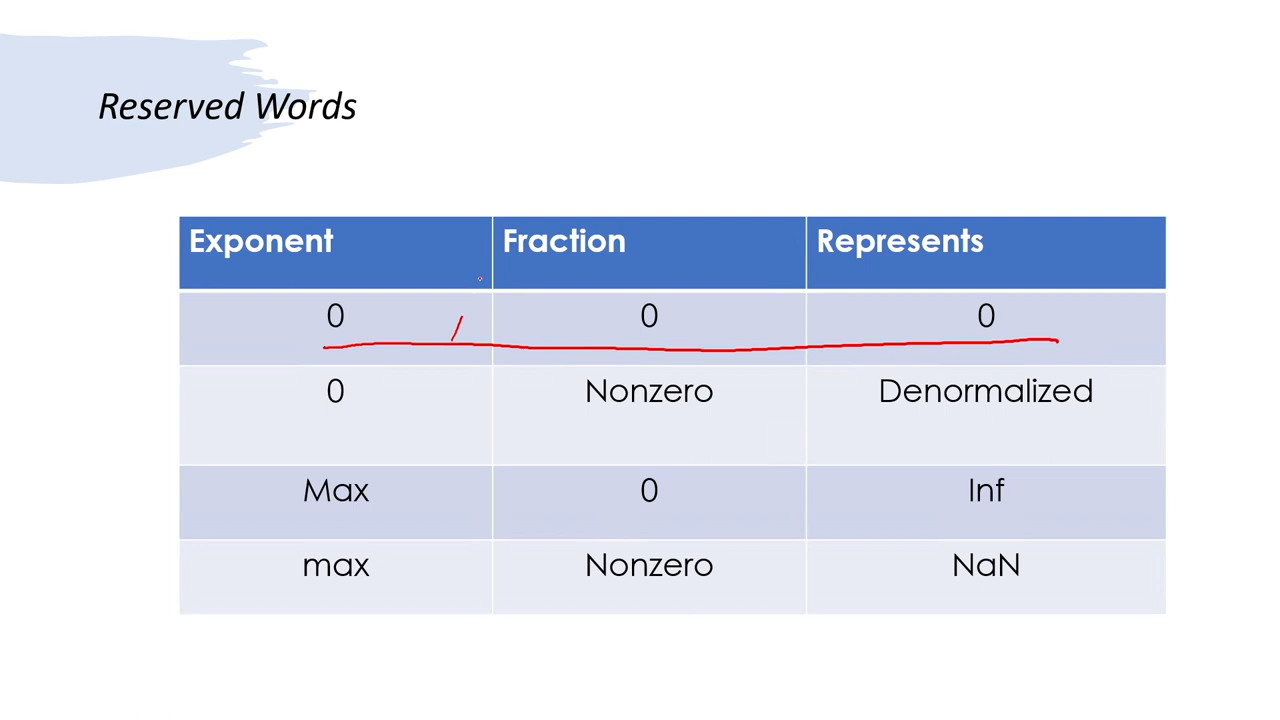 Reserved Words
Exponent Fraction Represents
0 0 0
0 Nonzero Denormalized
Max 0 Inf
max Nonzero NaN